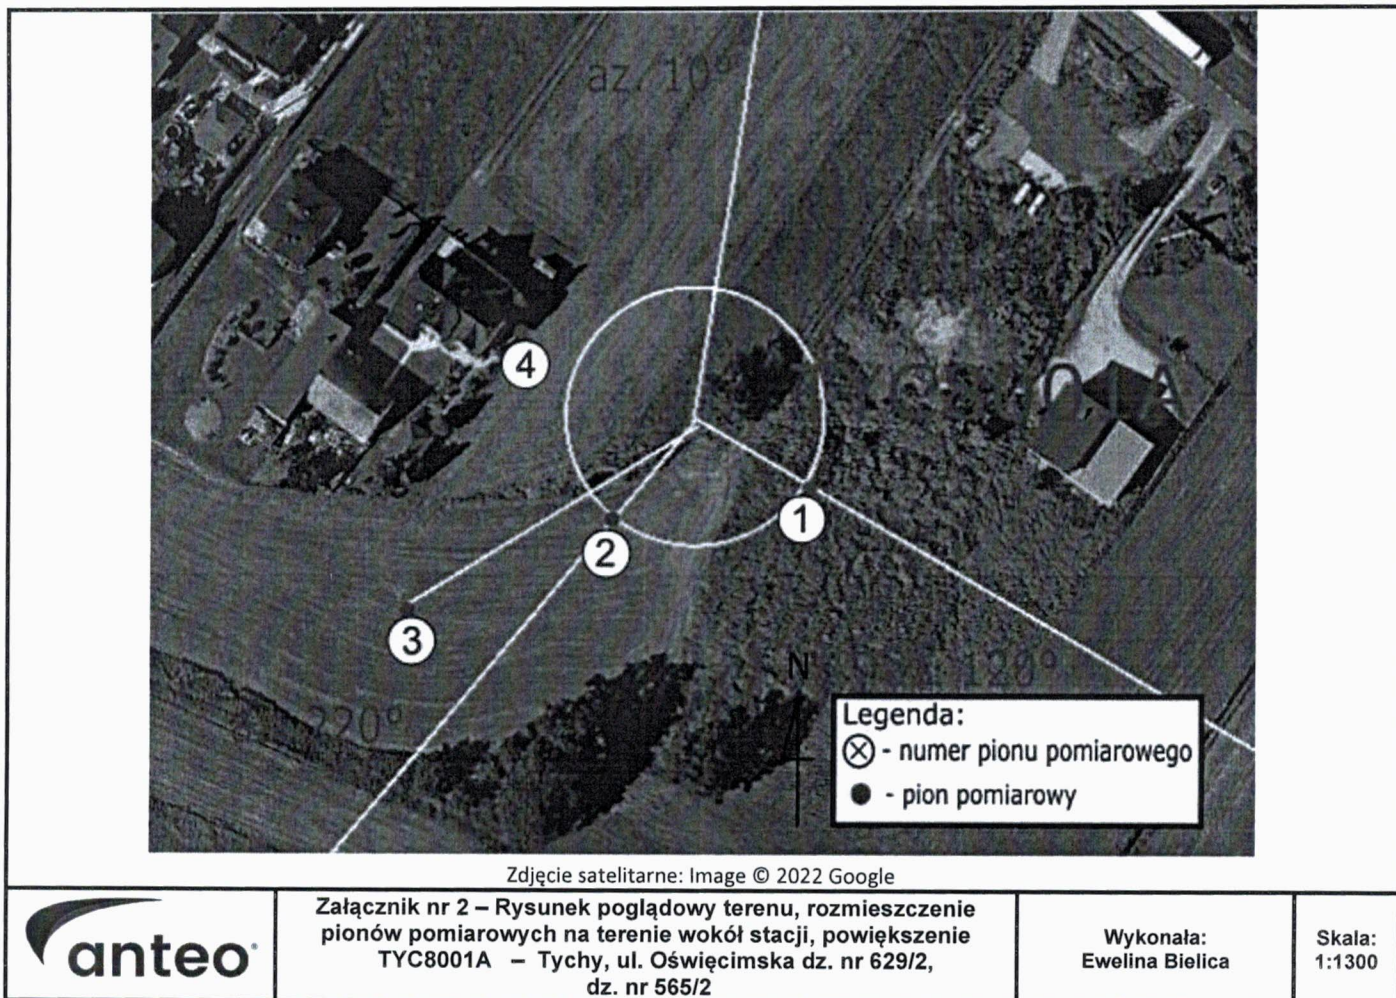 az. 10°
4
1
2
3
N
120°
220°
Legenda:
- numer pionu pomiarowego
- pion pomiarowy
Zdjęcie satelitarne: Image © 2022 Google
anteo
Załącznik nr 2 – Rysunek poglądowy terenu, rozmieszczenie
pionów pomiarowych na terenie wokół stacji, powiększenie
TYC8001A – Tychy, ul. Oświęcimska dz. nr 629/2,
dz. nr 565/2
Wykonała:
Ewelina Bielica
Skala:
1:1300